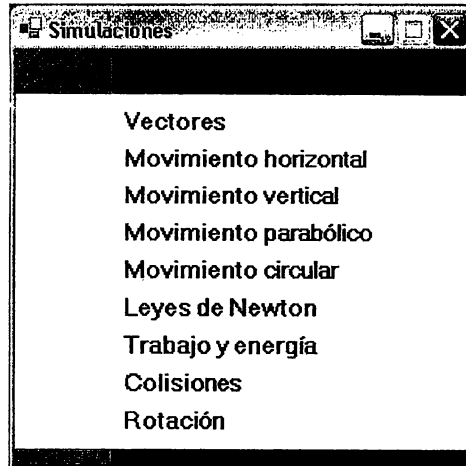 Simulaciones
Vectores
Movimiento horizontal
Movimiento vertical
Movimiento parabólico
Movimiento circular
Leyes de Newton
Trabajo y energía
Colisiones
Rotación